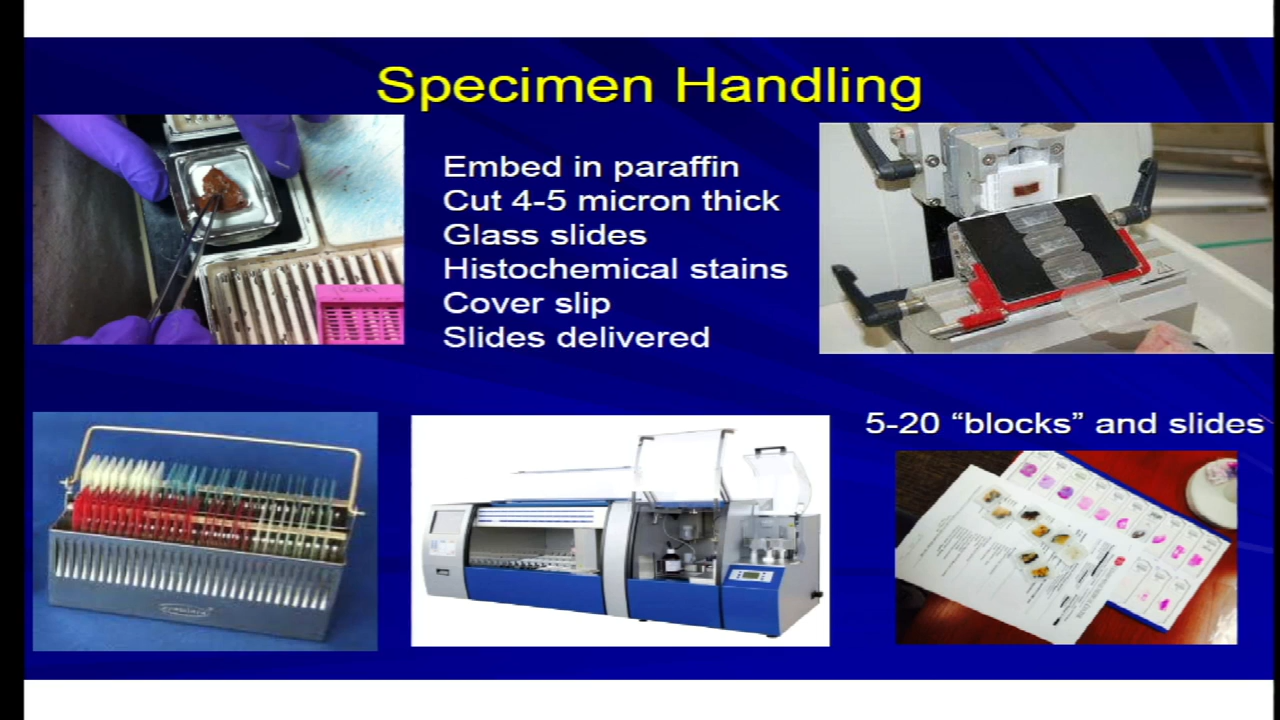 Specimen Handling
Embed in paraffin
Cut 4-5 micron thick
Glass slides
Histochemical stains
Cover slip
Slides delivered
5-20 “blocks” and slides